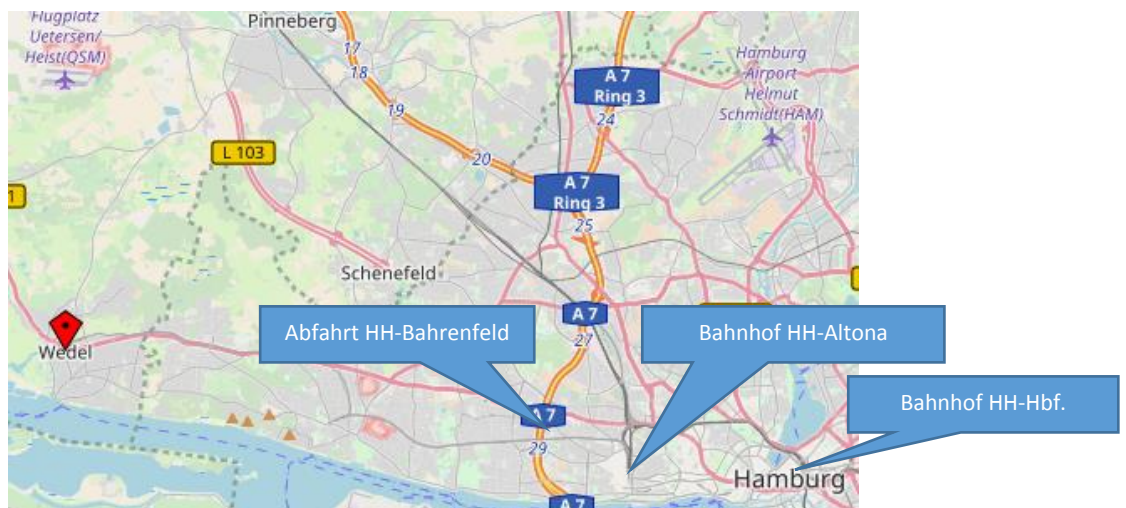 Flugplatz
Uetersen/
Heist(QSM)
Pinneberg
17
18
19
20
A 7
Ring 3
24
Hamburg
Airport
Helmut
Schmidt(HAM)
L 103
A 7
Ring 3
25
1
Schenefeld
A 7
27
Abfahrt HH-Bahrenfeld
Bahnhof HH-Altona
Wedel
Bahnhof HH-Hbf.
A 7
29
Hamburg
A 7